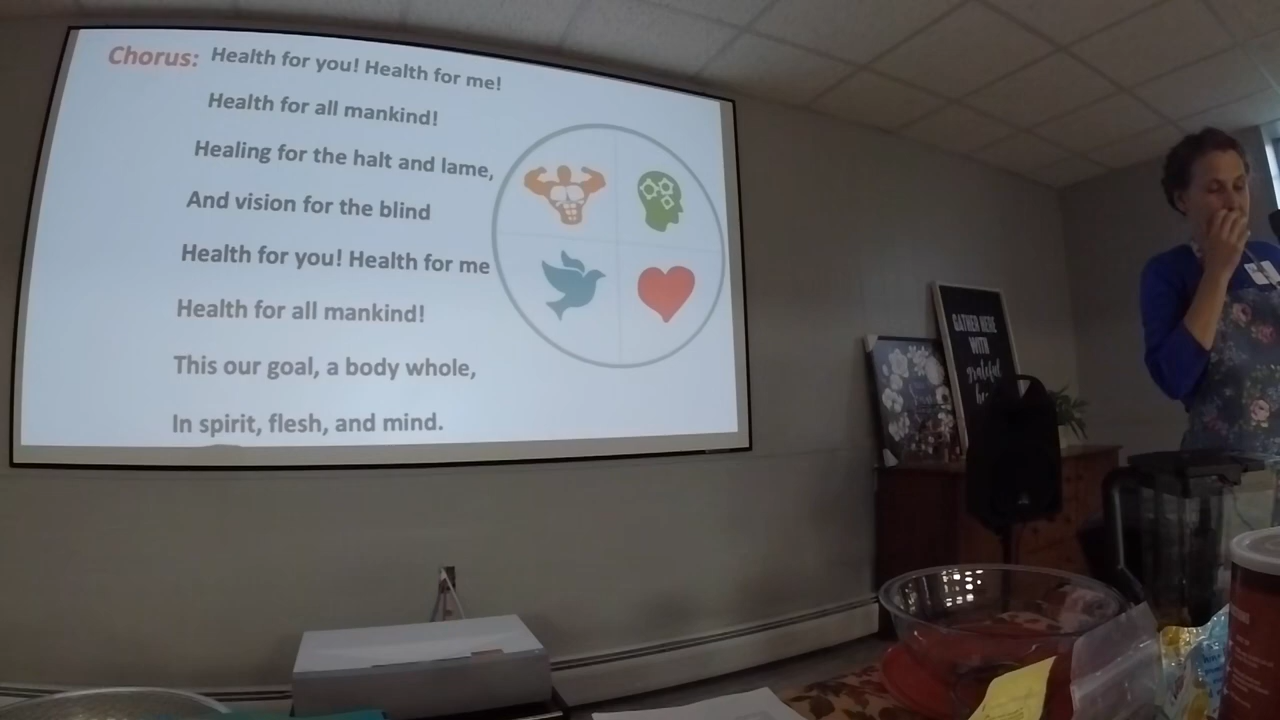 Chorus: Health for you! Health for me!
Health for all mankind!
Healing for the halt and lame,
And vision for the blind
Health for you! Health for me
Health for all mankind!
This our goal, a body whole,
In spirit, flesh, and mind.
GATHER HERE
WITH
grateful